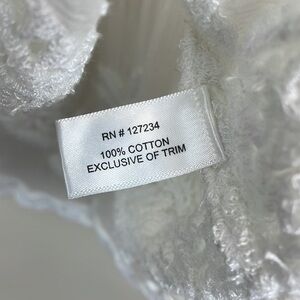 RN # 127234
100% COTTON
EXCLUSIVE OF TRIM